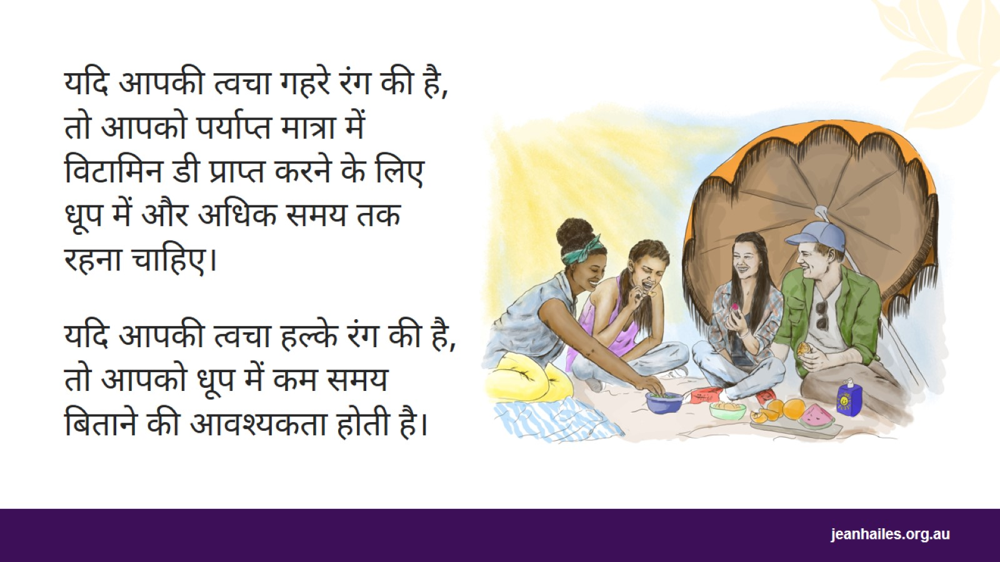 यदि आपकी त्वचा गहरे रंग की है,
तो आपको पर्याप्त मात्रा में
विटामिन डी प्राप्त करने के लिए
धूप में और अधिक समय तक
रहना चाहिए।
यदि आपकी त्वचा हल्के रंग की है,
तो आपको धूप में कम समय
बिताने की आवश्यकता होती है।
jeanhailes.org.au